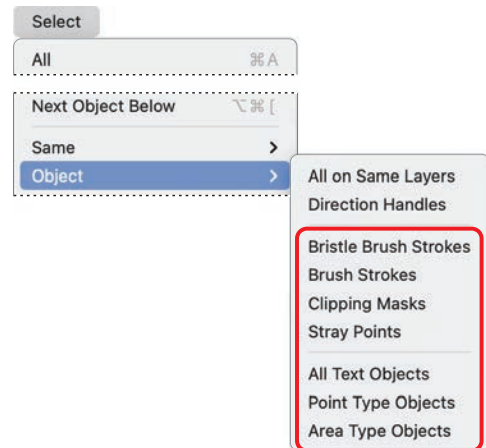 Select
All ⌘A
Next Object Below ⌥⌘[
Same >
Object >
All on Same Layers
Direction Handles
Bristle Brush Strokes
Brush Strokes
Clipping Masks
Stray Points
All Text Objects
Point Type Objects
Area Type Objects